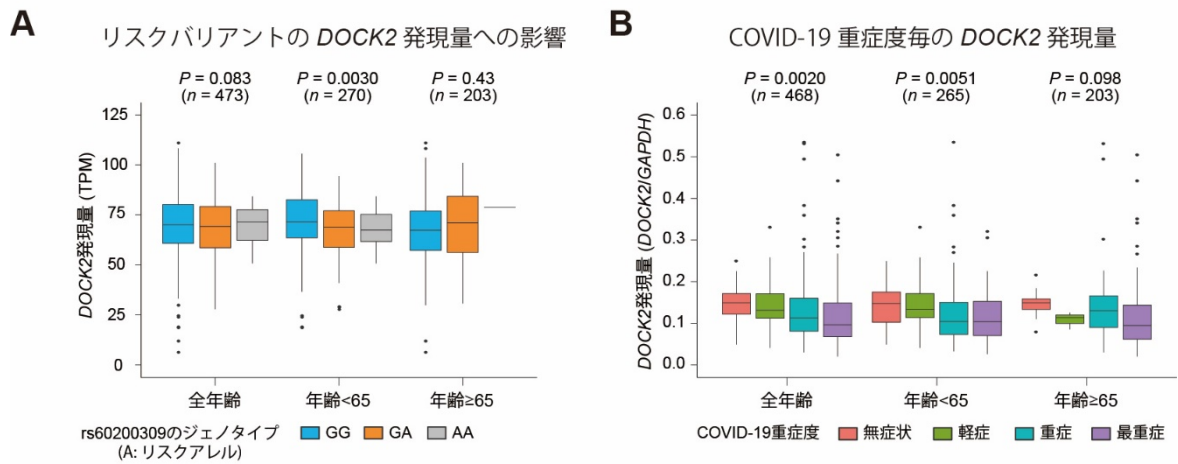 A
リスクバリアントの DOCK2 発現量への影響
P = 0.083
(n = 473)
P = 0.0030
(n = 270)
P = 0.43
(n = 203)
DOCK2発現量 (TPM)
125
100
75
50
25
0
全年齢
年齢<65
年齢≥65
rs60200309のジェノタイプ
(A: リスクアレル)
GG
GA
AA
B
COVID-19 重症度毎の DOCK2 発現量
P = 0.0020
(n = 468)
P = 0.0051
(n = 265)
P = 0.098
(n = 203)
DOCK2発現量 (DOCK2/GAPDH)
0.6
0.5
0.4
0.3
0.2
0.1
0.0
全年齢
年齢<65
年齢≥65
COVID-19重症度
無症状
軽症
重症
最重症